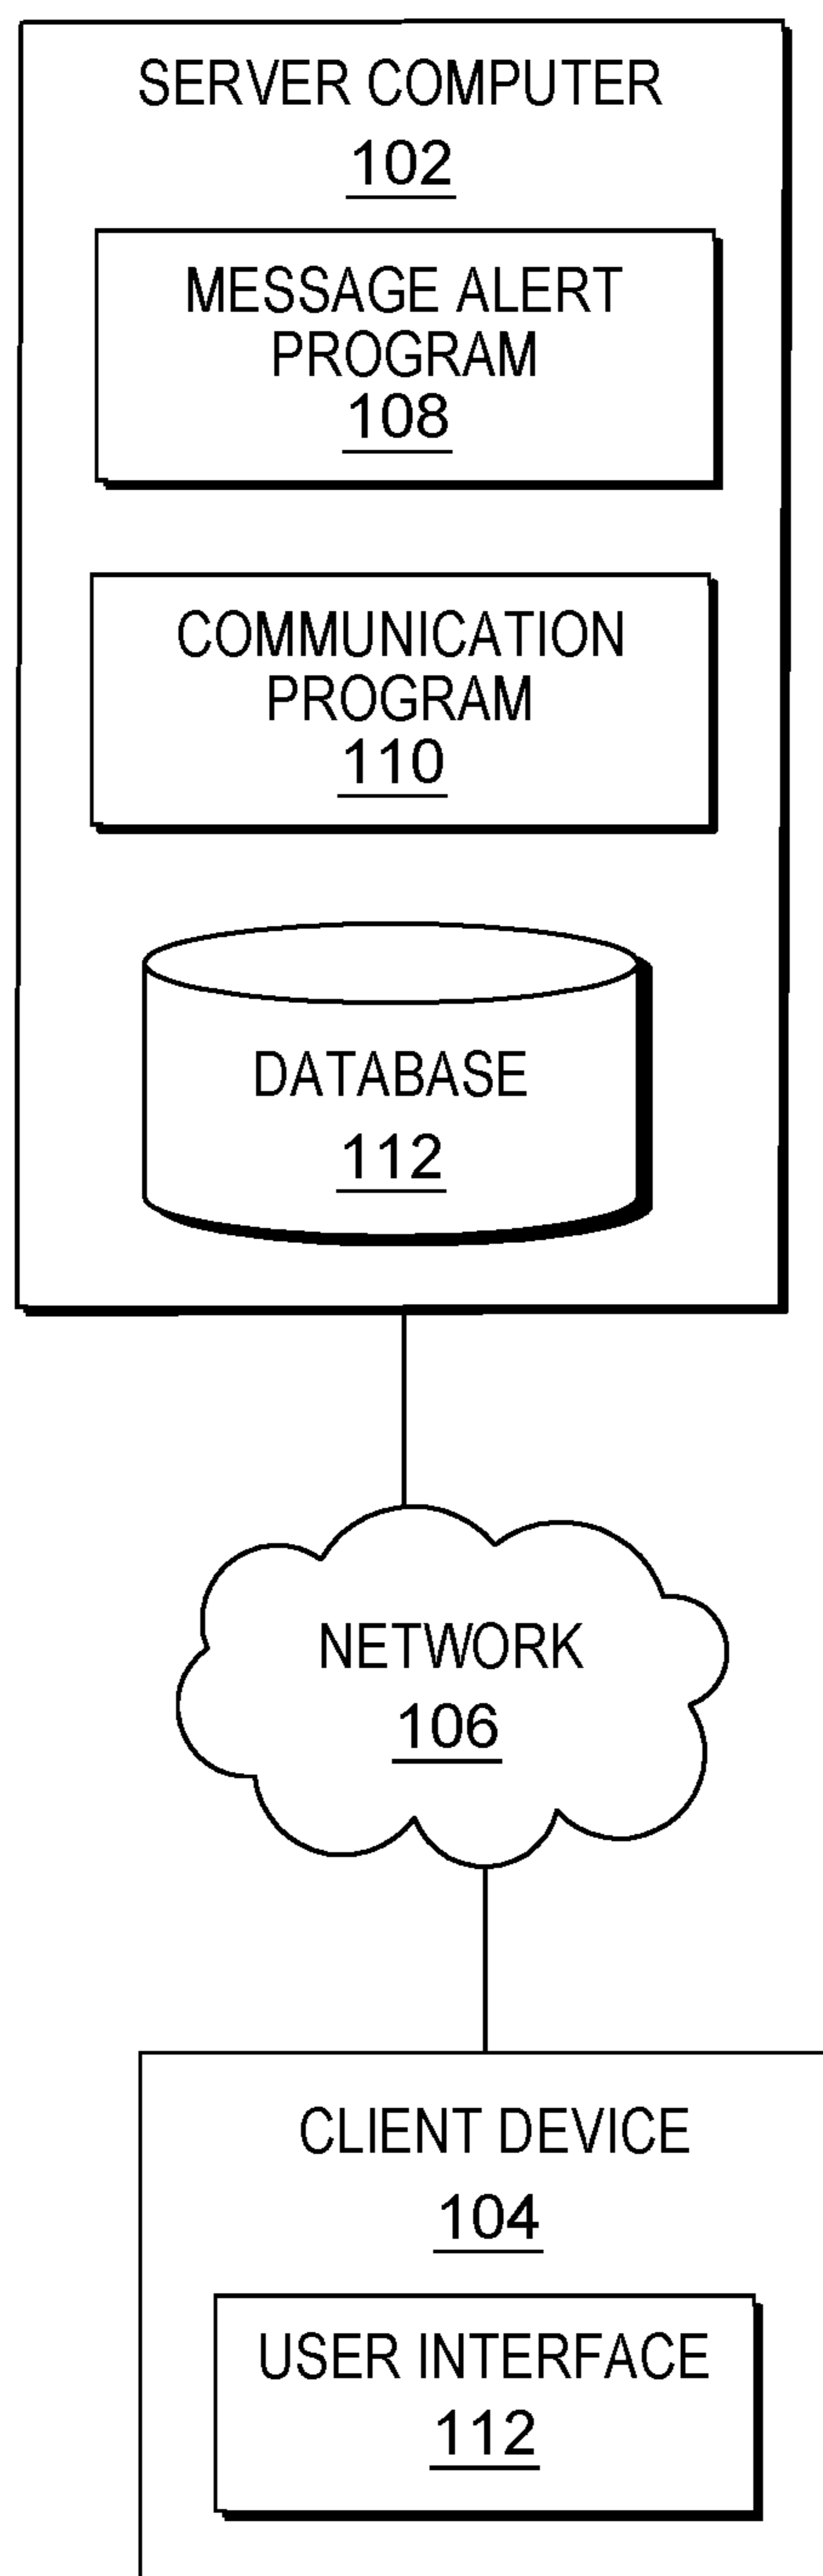 SERVER COMPUTER
102
MESSAGE ALERT
PROGRAM
108
COMMUNICATION
PROGRAM
110
DATABASE
112
NETWORK
106
CLIENT DEVICE
104
USER INTERFACE
112